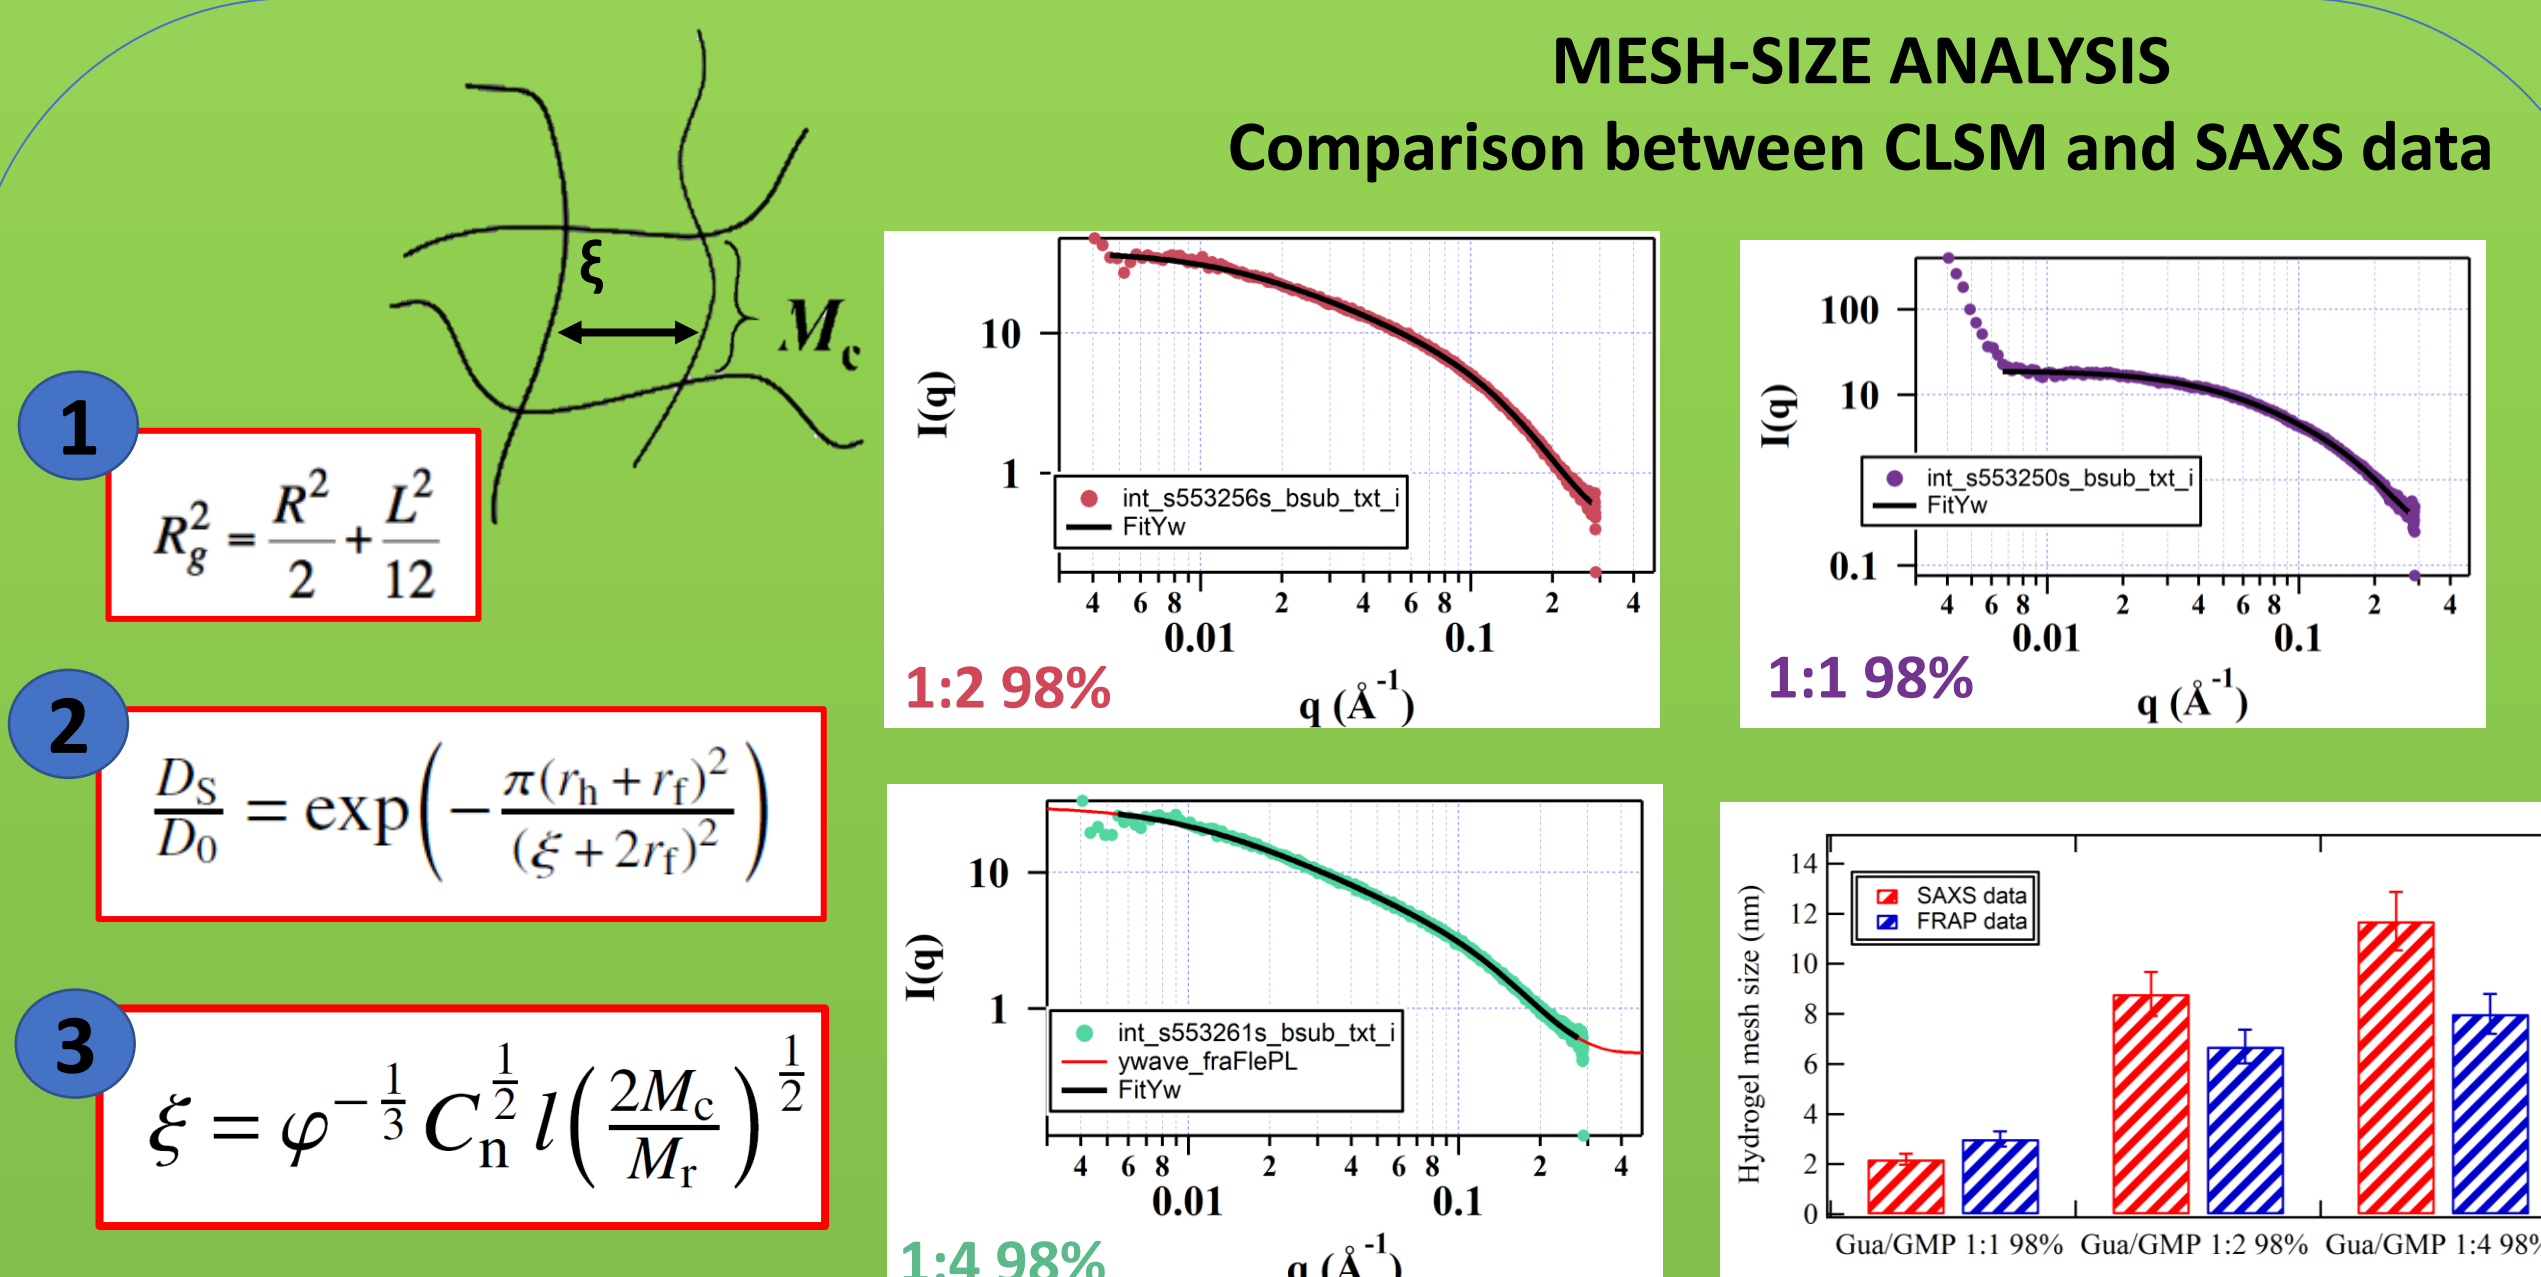 MESH-SIZE ANALYSIS
Comparison between CLSM and SAXS data
ξ
M_c
1
R_g^2 = R^2/2 + L^2/12
2
D_S/D_0 = exp(−π(r_h + r_f)^2/(ξ + 2r_f)^2)
3
ξ = φ^{−1/3} C_n^{1/2} l(2M_c/M_r)^{1/2}
I(q)
10
1
int_s553256s_bsub_txt_i
FitYw
4 6 8 2 4 6 8 2 4
0.01 0.1
1:2 98%
q (Å^-1)
I(q)
100
10
0.1
int_s553250s_bsub_txt_i
FitYw
4 6 8 2 4 6 8 2 4
0.01 0.1
1:1 98%
q (Å^-1)
I(q)
10
1
int_s553261s_bsub_txt_i
ywave_fraFlePL
FitYw
4 6 8 2 4 6 8 2 4
0.01 0.1
1:4 98%
q (Å^-1)
Hydrogel mesh size (nm)
14
12
10
8
6
4
2
0
SAXS data
FRAP data
Gua/GMP 1:1 98% Gua/GMP 1:2 98% Gua/GMP 1:4 98%